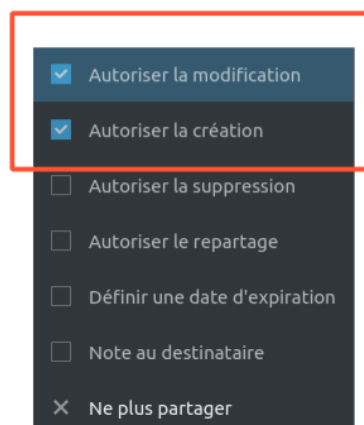 Autoriser la modification
Autoriser la création
Autoriser la suppression
Autoriser le repartage
Définir une date d'expiration
Note au destinataire
Ne plus partager